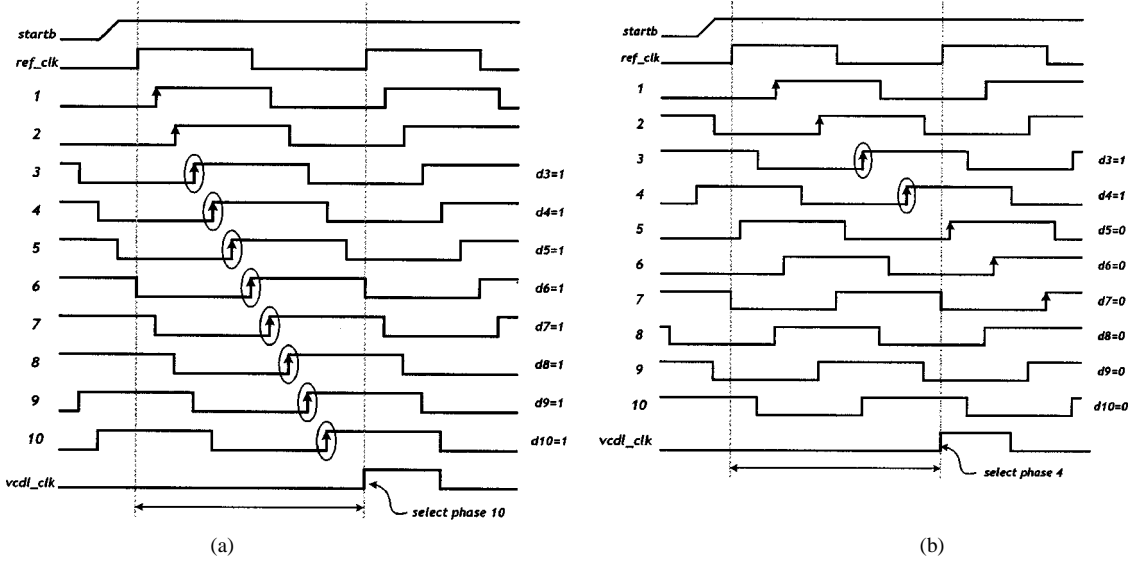 startb
ref_clk
1
2
3 d3=1
4 d4=1
5 d5=1
6 d6=1
7 d7=1
8 d8=1
9 d9=1
10 d10=1
vcdl_clk
select phase 10
(a)
startb
ref_clk
1
2
3 d3=1
4 d4=1
5 d5=0
6 d6=0
7 d7=0
8 d8=0
9 d9=0
10 d10=0
vcdl_clk
select phase 4
(b)